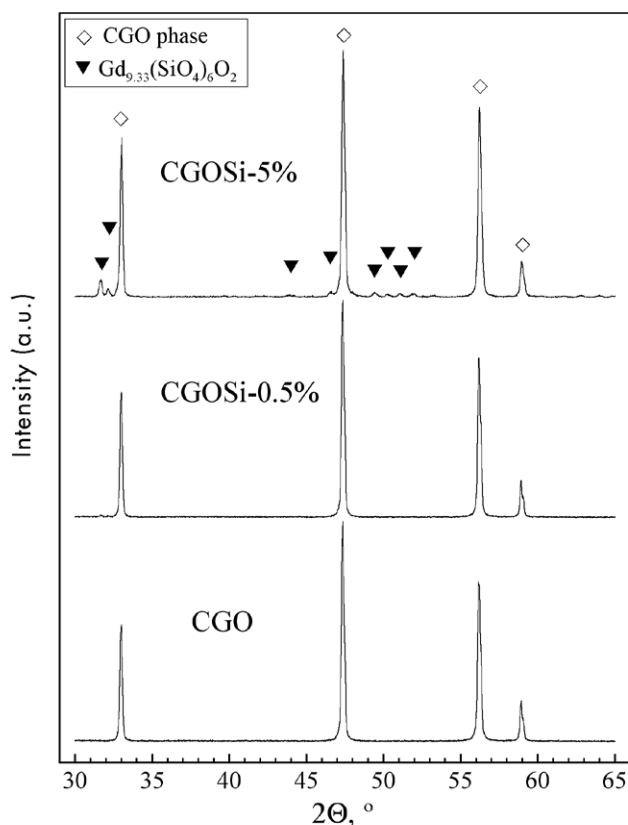 ◇ CGO phase
▼ Gd₉.₃₃(SiO₄)₆O₂
CGOSi-5%
CGOSi-0.5%
CGO
Intensity (a.u.)
30 35 40 45 50 55 60 65
2Θ, °